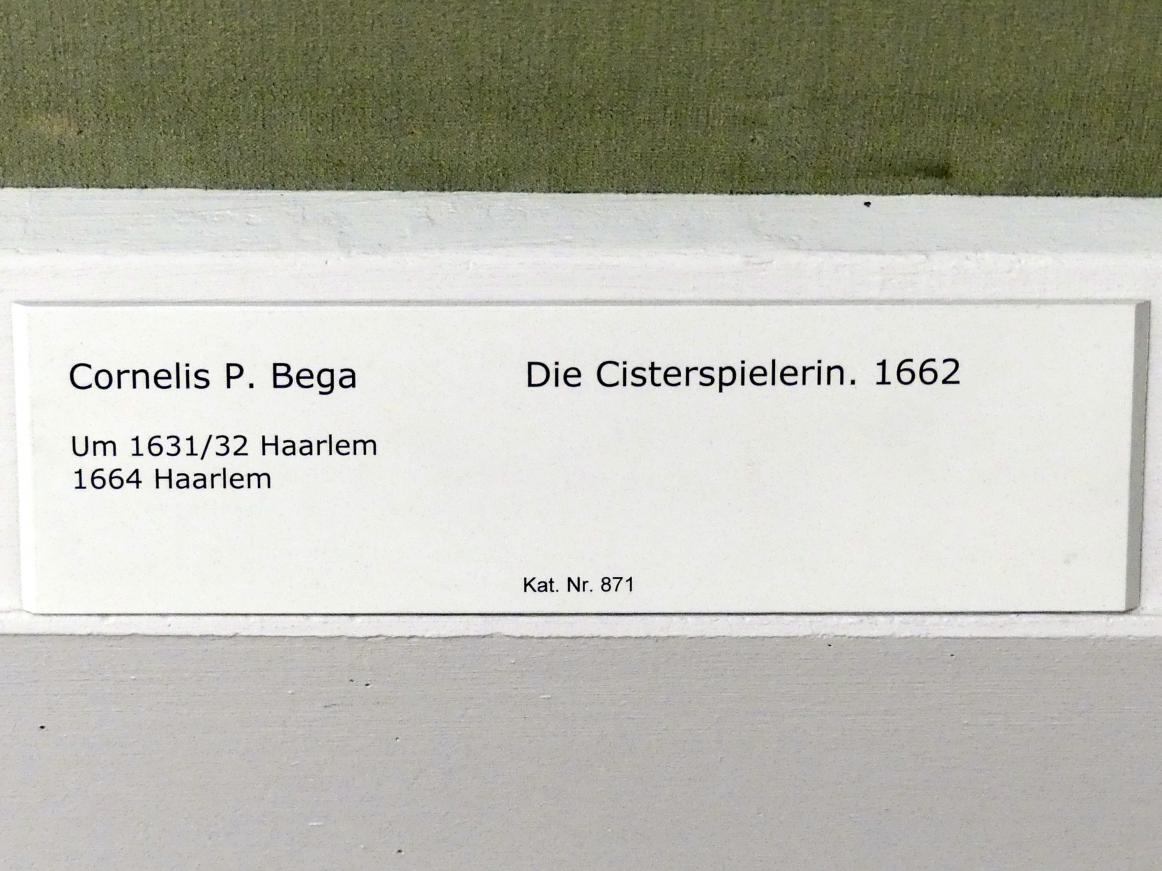 Cornelis P. Bega
Die Cisterspielerin. 1662
Um 1631/32 Haarlem
1664 Haarlem
Kat. Nr. 871